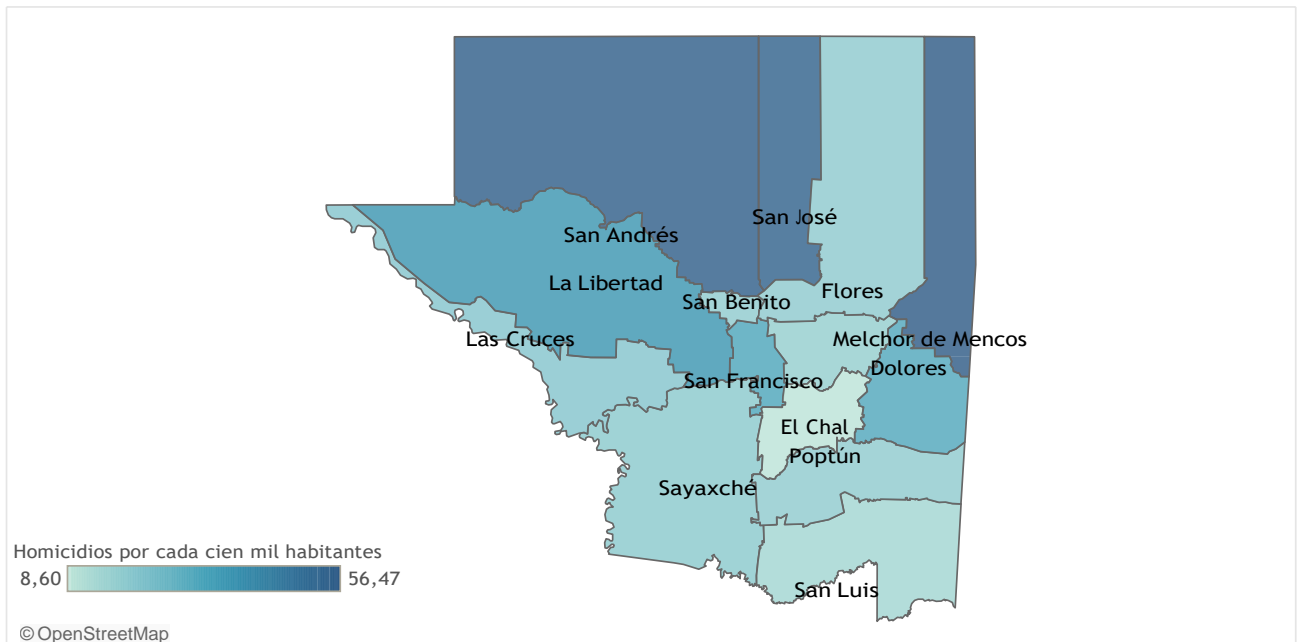 San José
San Andrés
La Libertad
Flores
San Benito
Las Cruces
Melchor de Mencos
Dolores
San Francisco
El Chal
Poptún
Sayaxché
Homicidios por cada cien mil habitantes
8,60 56,47
San Luis
© OpenStreetMap